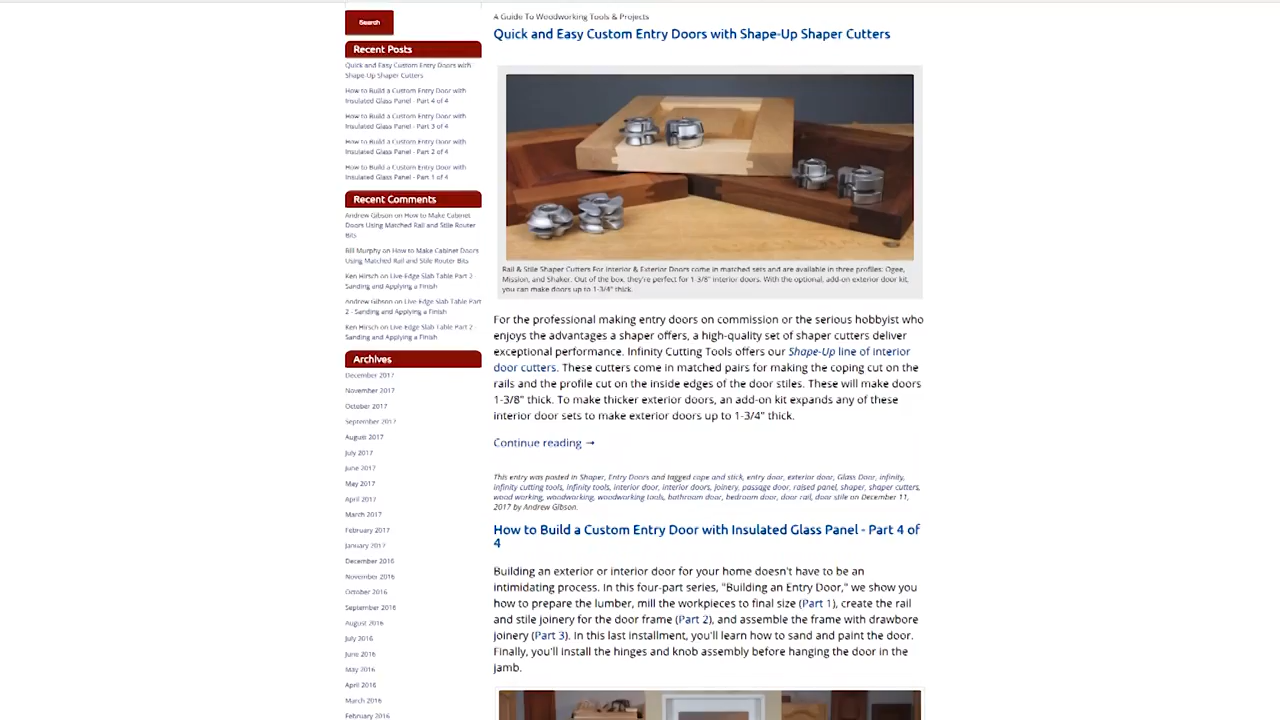 Search
Recent Posts
Quick and Easy Custom Entry Doors with
Shape-Up Shaper Cutters
How to Build a Custom Entry Door with
Insulated Glass Panel - Part 4 of 4
How to Build a Custom Entry Door with
Insulated Glass Panel - Part 3 of 4
How to Build a Custom Entry Door with
Insulated Glass Panel - Part 2 of 4
How to Build a Custom Entry Door with
Insulated Glass Panel - Part 1 of 4
Recent Comments
Andrew Gibson on How to Make Cabinet
Doors Using Matched Rail and Stile Router
Bits
Bill Murphy on How to Make Cabinet Doors
Using Matched Rail and Stile Router Bits
Ken Hirsch on Live-Edge Slab Table Part 2 -
Sanding and Applying a Finish
Andrew Gibson on Live-Edge Slab Table Part
2 - Sanding and Applying a Finish
Ken Hirsch on Live-Edge Slab Table Part 2 -
Sanding and Applying a Finish
Archives
December 2017
November 2017
October 2017
September 2017
August 2017
July 2017
June 2017
May 2017
April 2017
March 2017
February 2017
January 2017
December 2016
November 2016
October 2016
September 2016
August 2016
July 2016
June 2016
May 2016
April 2016
March 2016
February 2016
A Guide To Woodworking Tools & Projects
Quick and Easy Custom Entry Doors with Shape-Up Shaper Cutters
Rail & Stile Shaper Cutters For Interior & Exterior Doors come in matched sets and are available in three profiles: Ogee,
Mission, and Shaker. Out of the box, they're perfect for 1-3/8" interior doors. With the optional, add-on exterior door kit,
you can make doors up to 1-3/4" thick.
For the professional making entry doors on commission or the serious hobbyist who
enjoys the advantages a shaper offers, a high-quality set of shaper cutters deliver
exceptional performance. Infinity Cutting Tools offers our Shape-Up line of interior
door cutters. These cutters come in matched pairs for making the coping cut on the
rails and the profile cut on the inside edges of the door stiles. These will make doors
1-3/8" thick. To make thicker exterior doors, an add-on kit expands any of these
interior door sets to make exterior doors up to 1-3/4" thick.
Continue reading →
This entry was posted in Shaper, Entry Doors and tagged cope and stick, entry door, exterior door, Glass Door, infinity,
infinity cutting tools, infinity tools, interior door, interior doors, Joinery, passage door, raised panel, shaper, shaper cutters,
wood working, woodworking, woodworking tools, bathroom door, bedroom door, door rail, door stile on December 11,
2017 by Andrew Gibson.
How to Build a Custom Entry Door with Insulated Glass Panel - Part 4 of
4
Building an exterior or interior door for your home doesn't have to be an
intimidating process. In this four-part series, "Building an Entry Door," we show you
how to prepare the lumber, mill the workpieces to final size (Part 1), create the rail
and stile joinery for the door frame (Part 2), and assemble the frame with drawbore
joinery (Part 3). In this last installment, you'll learn how to sand and paint the door.
Finally, you'll install the hinges and knob assembly before hanging the door in the
jamb.